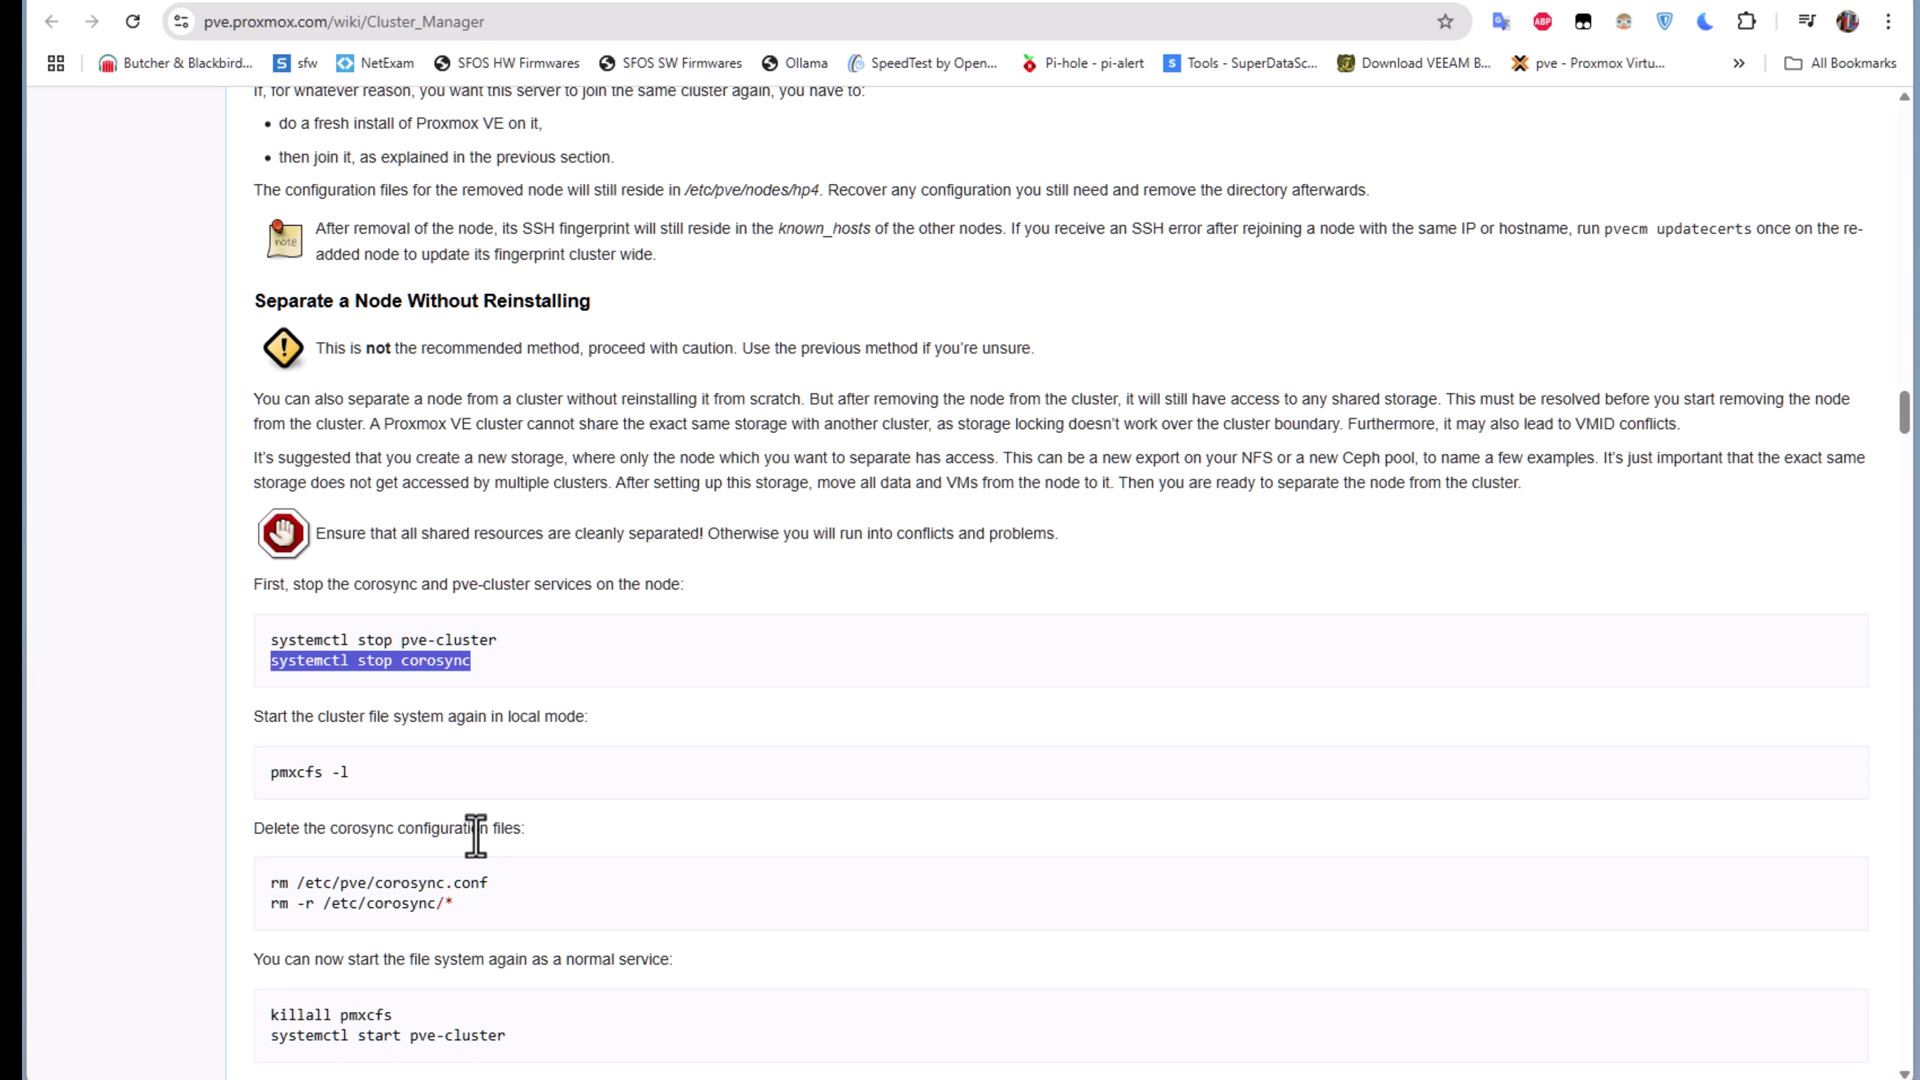 pve.proxmox.com/wiki/Cluster_Manager
ABP
Butcher & Blackbird... sfw NetExam SFOS HW Firmwares SFOS SW Firmwares Ollama SpeedTest by Open... Pi-hole - pi-alert Tools - SuperDataSc... Download VEEAM B... pve - Proxmox Virtu... » All Bookmarks
If, for whatever reason, you want this server to join the same cluster again, you have to:
• do a fresh install of Proxmox VE on it,
• then join it, as explained in the previous section.
The configuration files for the removed node will still reside in /etc/pve/nodes/hp4. Recover any configuration you still need and remove the directory afterwards.
note
After removal of the node, its SSH fingerprint will still reside in the known_hosts of the other nodes. If you receive an SSH error after rejoining a node with the same IP or hostname, run pvecm updatecerts once on the re-
added node to update its fingerprint cluster wide.
Separate a Node Without Reinstalling
This is not the recommended method, proceed with caution. Use the previous method if you’re unsure.
You can also separate a node from a cluster without reinstalling it from scratch. But after removing the node from the cluster, it will still have access to any shared storage. This must be resolved before you start removing the node
from the cluster. A Proxmox VE cluster cannot share the exact same storage with another cluster, as storage locking doesn’t work over the cluster boundary. Furthermore, it may also lead to VMID conflicts.
It’s suggested that you create a new storage, where only the node which you want to separate has access. This can be a new export on your NFS or a new Ceph pool, to name a few examples. It’s just important that the exact same
storage does not get accessed by multiple clusters. After setting up this storage, move all data and VMs from the node to it. Then you are ready to separate the node from the cluster.
Ensure that all shared resources are cleanly separated! Otherwise you will run into conflicts and problems.
First, stop the corosync and pve-cluster services on the node:
systemctl stop pve-cluster
systemctl stop corosync
Start the cluster file system again in local mode:
pmxcfs -l
Delete the corosync configuration files:
rm /etc/pve/corosync.conf
rm -r /etc/corosync/*
You can now start the file system again as a normal service:
killall pmxcfs
systemctl start pve-cluster